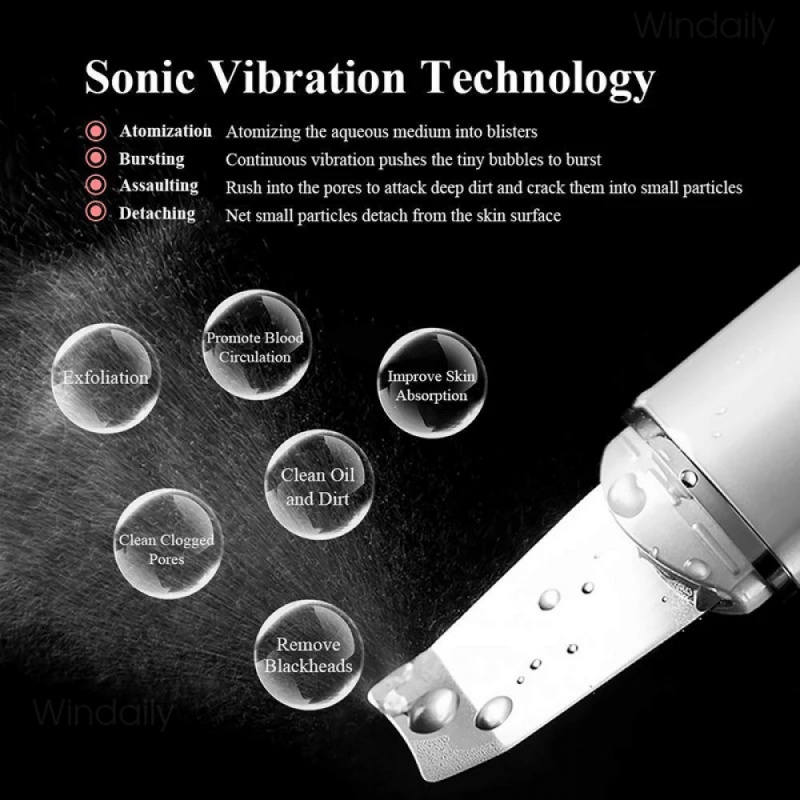 Windaily
Sonic Vibration Technology
Atomization Atomizing the aqueous medium into blisters
Bursting Continuous vibration pushes the tiny bubbles to burst
Assaulting Rush into the pores to attack deep dirt and crack them into small particles
Detaching Net small particles detach from the skin surface
Promote Blood
Circulation
Exfoliation
Improve Skin
Absorption
Clean Oil
and Dirt
Clean Clogged
Pores
Remove
Blackheads
Windaily